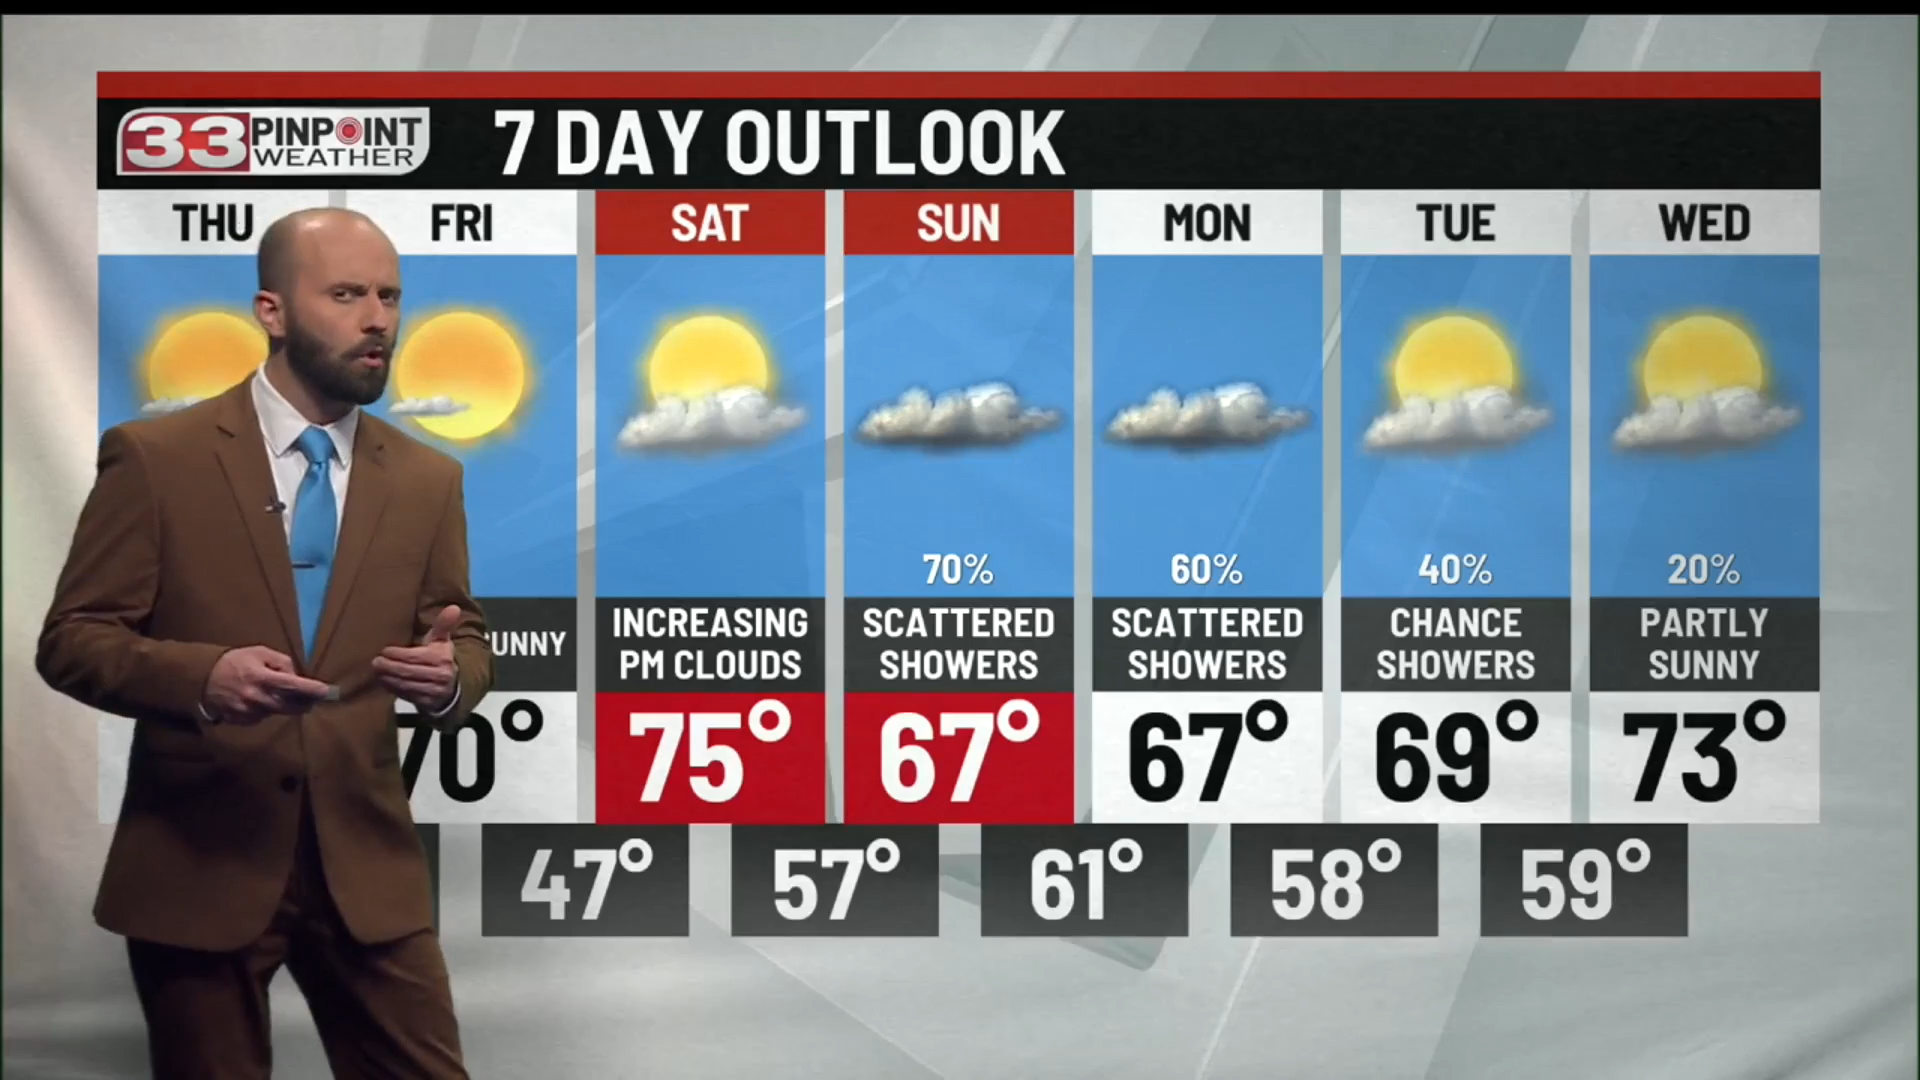 33 PINPOINT
WEATHER
7 DAY OUTLOOK
THU FRI SAT SUN MON TUE WED
70% 60% 40% 20%
INCREASING SCATTERED SCATTERED CHANCE PARTLY
PM CLOUDS SHOWERS SHOWERS SHOWERS SUNNY
70° 75° 67° 67° 69° 73°
47° 57° 61° 58° 59°